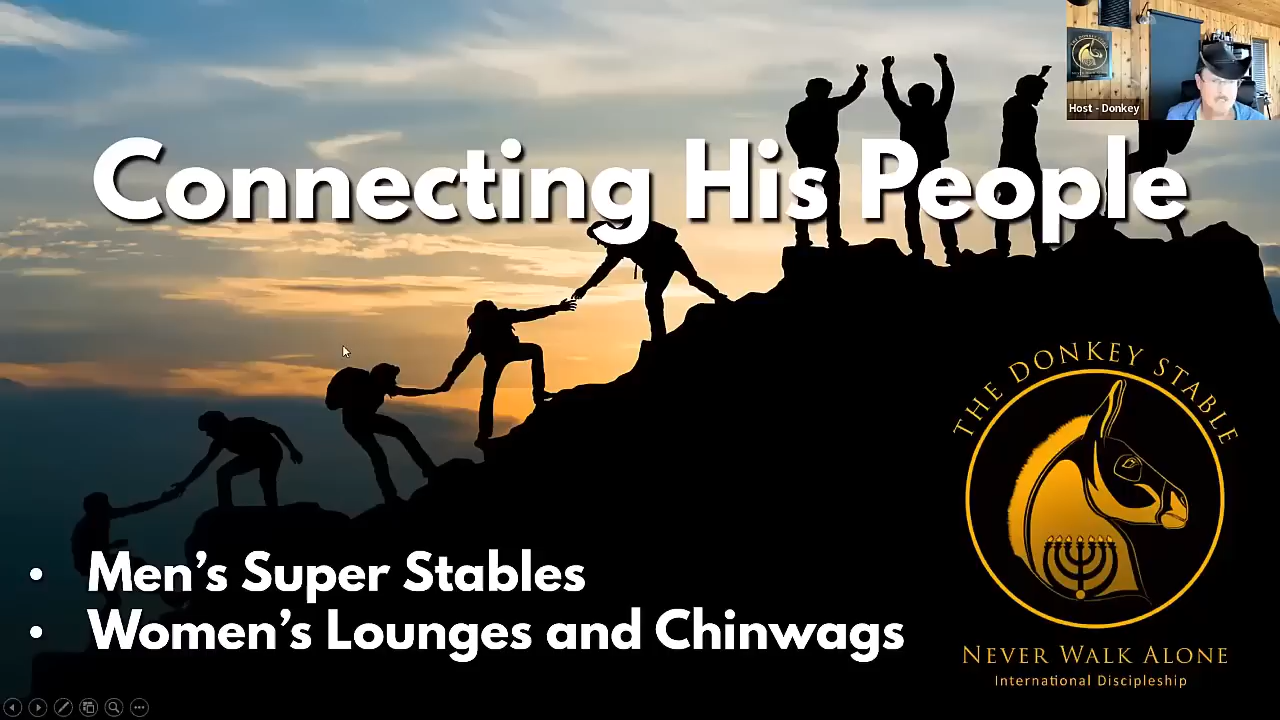 Host - Donkey
Connecting His People
THE DONKEY STABLE
• Men's Super Stables
• Women's Lounges and Chinwags
NEVER WALK ALONE
International Discipleship